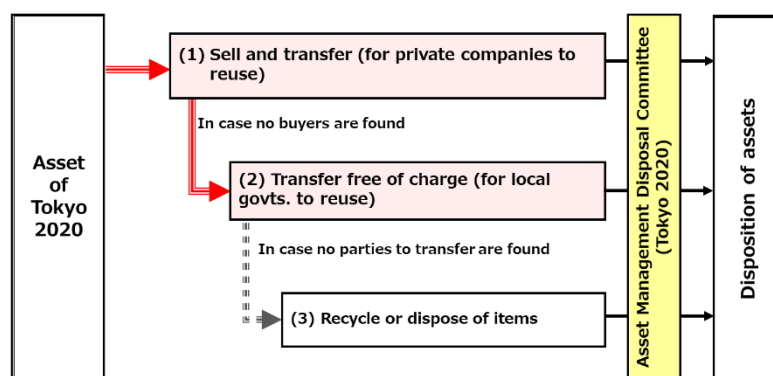 Asset
of
Tokyo
2020
(1) Sell and transfer (for private companies to
reuse)
In case no buyers are found
(2) Transfer free of charge (for local
govts. to reuse)
In case no parties to transfer are found
(3) Recycle or dispose of items
Asset Management Disposal Committee
(Tokyo 2020)
Disposition of assets